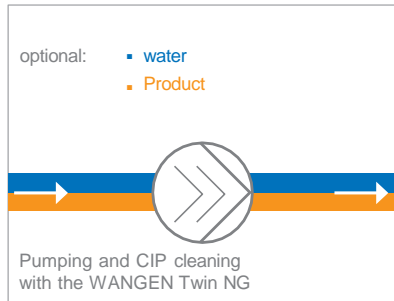 optional:
▪ water
▪ Product
Pumping and CIP cleaning
with the WANGEN Twin NG